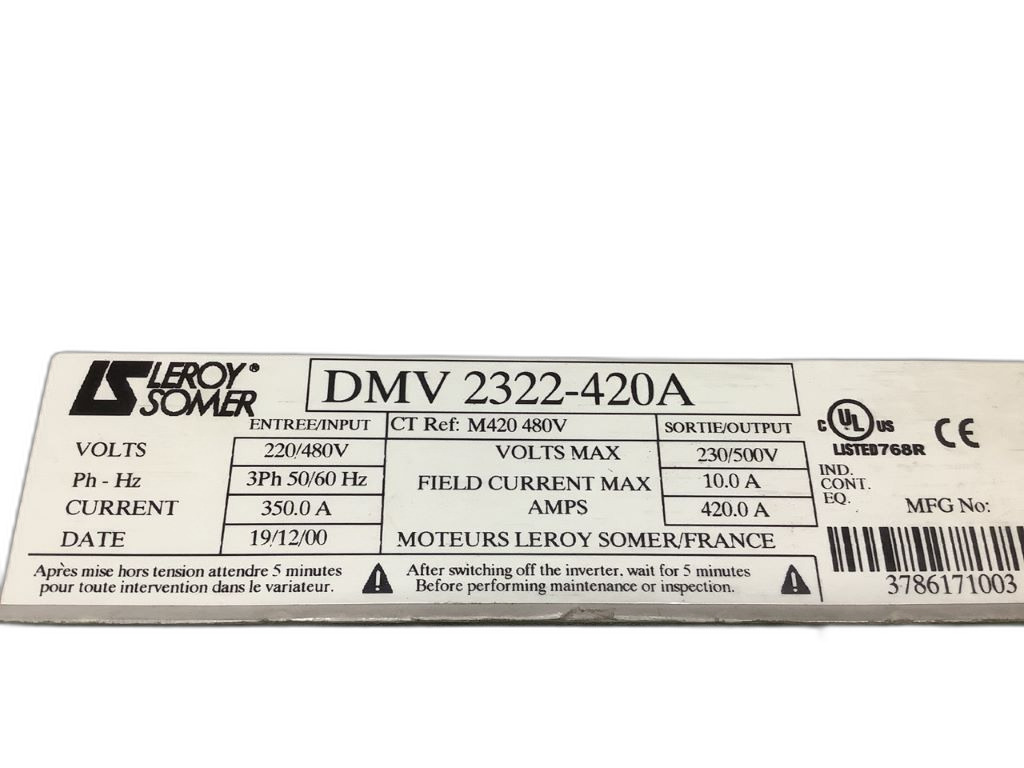 LEROY®
SOMER
DMV 2322-420A
ENTREE/INPUT
CT Ref: M420 480V
SORTIE/OUTPUT
VOLTS 220/480V VOLTS MAX 230/500V
Ph - Hz 3Ph 50/60 Hz FIELD CURRENT MAX 10.0 A
CURRENT 350.0 A AMPS 420.0 A
DATE 19/12/00 MOTEURS LEROY SOMER/FRANCE
Après mise hors tension attendre 5 minutes
pour toute intervention dans le variateur.
After switching off the inverter, wait for 5 minutes
Before performing maintenance or inspection.
C UL US CE
LISTED 768R
IND.
CONT.
EQ.
MFG No:
3786171003